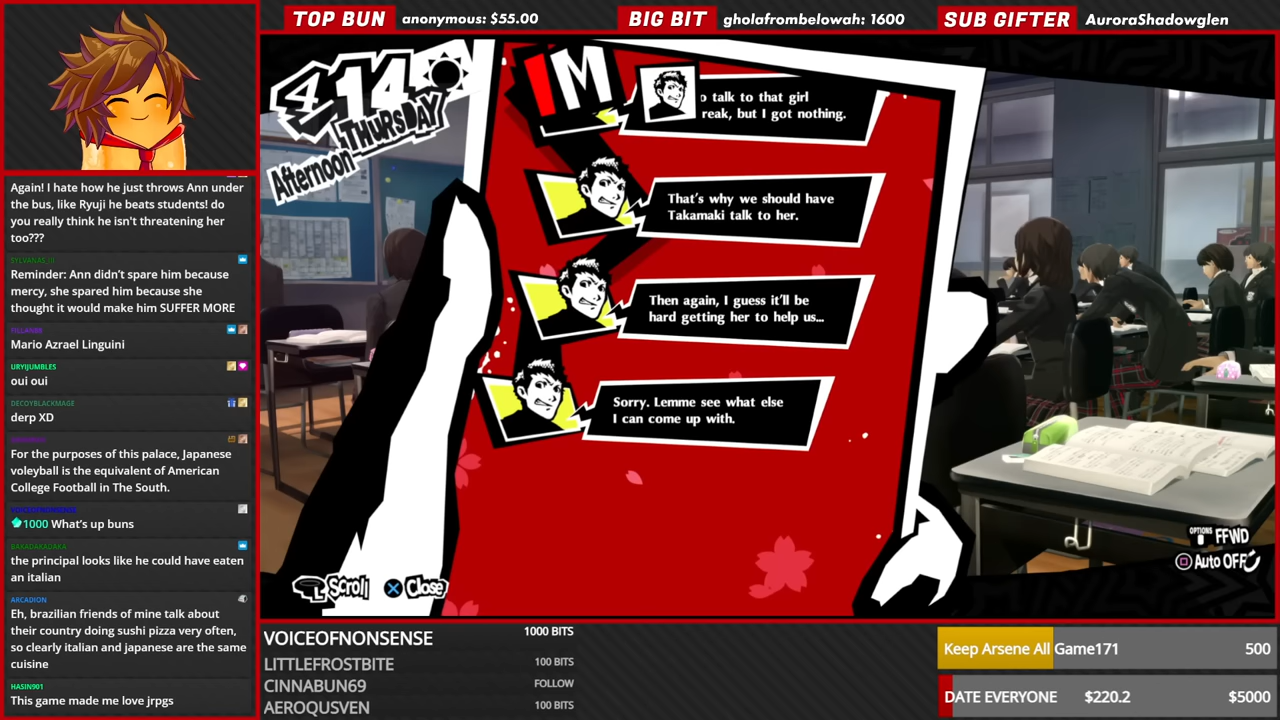 TOP BUN anonymous: $55.00
BIG BIT gholafrombelowah: 1600
SUB GIFTER AuroraShadowglen
Again! I hate how he just throws Ann under
the bus, like Ryuji he beats students! do
you really think he isn't threatening her
too???
SYLVANAS_III
Reminder: Ann didn't spare him because
mercy, she spared him because she
thought it would make him SUFFER MORE
Mario Azrael Linguini
URYIJUMBLES
oui oui
DECOYBLACKMAGE
derp XD
For the purposes of this palace, Japanese
voleyball is the equivalent of American
College Football in The South.
VOICEOFNONSENSE
1000 What's up buns
BAKADAKADAKA
the principal looks like he could have eaten
an italian
ARCADION
Eh, brazilian friends of mine talk about
their country doing sushi pizza very often,
so clearly italian and japanese are the same
cuisine
HASIN901
This game made me love jrpgs
4 14
THURSDAY
Afternoon
IM
o talk to that girl
reak, but I got nothing.
That's why we should have
Takamaki talk to her.
Then again, I guess it'll be
hard getting her to help us...
Sorry. Lemme see what else
I can come up with.
L Scroll Close
OPTIONS FFWD
Auto OFF
VOICEOFNONSENSE 1000 BITS
LITTLEFROSTBITE 100 BITS
CINNABUN69 FOLLOW
AEROQUSVEN 100 BITS
Keep Arsene All Game171 500
DATE EVERYONE $220.2 $5000